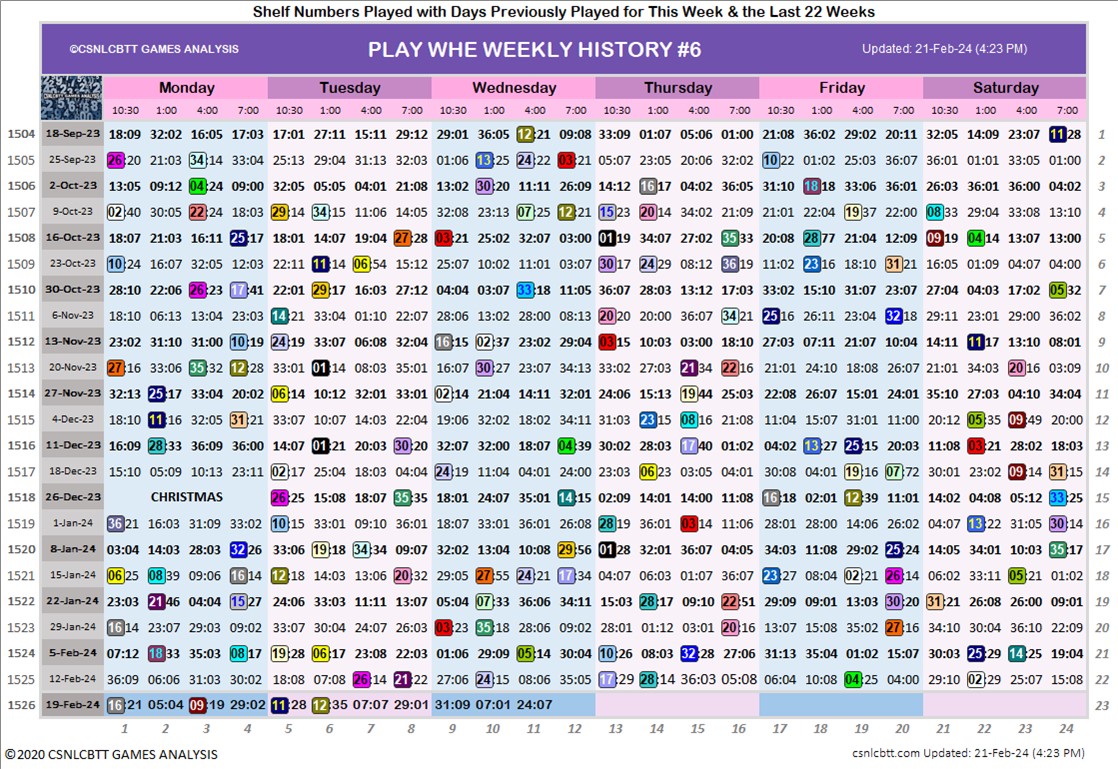 Shelf Numbers Played with Days Previously Played for This Week & the Last 22 Weeks
©CSNLCBTT GAMES ANALYSIS PLAY WHE WEEKLY HISTORY #6 Updated: 21-Feb-24 (4:23 PM)
Monday Tuesday Wednesday Thursday Friday Saturday
10:30 1:00 4:00 7:00 10:30 1:00 4:00 7:00 10:30 1:00 4:00 7:00 10:30 1:00 4:00 7:00 10:30 1:00 4:00 7:00 10:30 1:00 4:00 7:00
1504 18-Sep-23 18:09 32:02 16:05 17:03 17:01 27:11 15:11 29:12 29:01 36:05 12:21 09:08 33:09 01:07 05:06 01:00 21:08 36:02 29:02 20:11 32:05 14:09 23:07 11:28 1
1505 25-Sep-23 26:20 21:03 34:14 33:04 25:13 29:04 31:13 32:03 01:06 13:25 24:22 03:21 05:07 23:05 20:06 32:02 10:22 01:02 25:03 36:07 36:01 01:01 33:05 01:00 2
1506 2-Oct-23 13:05 09:12 04:24 09:00 32:05 05:05 04:01 21:08 13:02 30:20 11:11 26:09 14:12 16:17 04:02 36:05 31:10 18:18 33:06 36:04 26:03 36:01 36:00 04:02 3
1507 9-Oct-23 02:40 30:05 22:24 18:03 29:14 34:15 11:06 14:05 32:08 23:13 07:25 12:21 15:23 20:14 34:02 21:09 21:01 22:04 19:37 22:00 08:33 29:04 33:08 13:10 4
1508 16-Oct-23 18:07 21:03 16:11 25:17 18:01 14:07 19:04 27:28 03:21 25:02 32:07 03:00 01:19 34:07 27:02 35:33 20:08 28:77 21:04 12:09 09:19 04:14 13:07 13:00 5
1509 23-Oct-23 10:24 16:07 32:05 12:03 22:11 11:14 06:54 15:12 25:07 10:02 11:01 03:07 30:17 24:29 08:12 36:19 11:02 23:16 18:10 31:21 16:05 01:09 04:11 04:00 6
1510 30-Oct-23 28:10 22:06 26:23 17:41 22:01 29:17 16:03 27:12 04:04 03:07 33:18 11:05 36:07 28:03 13:12 17:03 33:02 15:10 31:07 32:07 27:04 04:03 17:02 05:32 7
1511 6-Nov-23 18:10 06:13 13:04 23:03 14:21 33:04 01:10 22:07 28:06 13:02 28:00 08:13 20:20 20:00 36:07 34:21 25:16 26:11 23:04 32:18 29:11 23:01 29:00 36:02 8
1512 13-Nov-23 23:02 31:10 31:00 10:19 24:19 33:07 06:08 32:04 16:15 02:37 23:02 29:04 03:15 10:03 03:00 18:10 27:03 07:11 21:07 10:04 14:11 11:17 13:10 08:01 9
1513 20-Nov-23 27:16 33:06 35:32 12:28 33:01 01:14 08:03 35:01 16:07 30:27 23:07 14:10 33:02 27:03 21:34 22:16 21:01 24:10 18:08 26:07 21:01 34:03 20:16 03:09 10
1514 27-Nov-23 32:13 25:17 33:04 20:02 06:14 10:12 32:01 33:01 02:14 21:04 14:11 32:01 24:06 15:13 19:44 25:03 22:08 26:07 15:01 24:01 35:10 27:03 04:10 34:04 11
1515 4-Dec-23 18:07 11:16 32:05 31:21 33:07 10:07 14:03 22:04 19:06 32:03 18:02 34:01 31:03 23:15 08:16 21:08 11:04 15:07 31:01 11:00 20:12 05:35 09:49 20:00 12
1516 11-Dec-23 16:09 28:33 36:09 36:00 14:07 01:21 20:03 30:20 32:07 32:00 18:07 04:39 30:02 28:03 17:40 01:02 04:02 13:27 25:15 20:03 11:08 03:21 28:02 18:03 13
1517 18-Dec-23 15:10 05:09 10:13 23:11 02:17 25:04 18:03 04:04 24:19 11:04 04:01 24:00 23:03 06:23 03:05 04:01 30:08 04:01 19:16 07:72 30:01 23:02 09:14 31:15 14
1518 26-Dec-23 CHRISTMAS 26:25 15:08 18:07 35:35 18:01 24:07 35:01 14:15 02:09 14:01 14:00 11:08 16:18 02:01 12:39 11:01 14:02 04:08 05:12 33:25 15
1519 1-Jan-24 36:21 16:03 31:09 33:02 10:15 33:01 09:10 36:01 18:07 33:01 36:01 26:08 28:19 36:01 03:14 11:06 28:01 28:00 14:06 26:02 04:07 13:22 31:05 30:14 16
1520 8-Jan-24 03:04 14:03 28:03 32:26 33:06 19:18 34:34 09:07 32:02 13:04 10:08 29:56 01:28 32:01 36:07 04:05 34:03 11:08 29:02 25:24 14:05 34:01 10:03 35:17 17
1521 15-Jan-24 06:25 08:39 09:06 16:14 12:18 14:03 13:06 20:32 29:05 27:55 24:21 17:34 04:07 06:03 01:07 36:07 23:27 08:04 02:21 26:14 06:02 33:11 05:21 01:02 18
1522 22-Jan-24 23:03 21:46 04:04 15:27 24:06 33:03 11:11 13:07 05:04 07:33 36:06 34:11 15:03 28:17 09:10 22:51 29:09 09:01 13:03 30:20 31:21 26:08 26:00 09:01 19
1523 29-Jan-24 16:14 23:07 29:03 09:02 33:07 30:04 24:07 26:03 03:23 35:18 28:06 09:02 28:01 01:12 03:01 20:16 13:07 15:08 35:10 27:16 34:10 30:04 36:10 22:09 20
1524 5-Feb-24 07:12 18:33 35:03 08:17 19:28 06:17 23:08 22:03 01:06 29:09 05:14 30:04 10:26 08:03 32:28 27:06 31:13 35:04 01:02 15:07 30:03 25:29 14:25 19:04 21
1525 12-Feb-24 36:09 06:06 31:03 30:02 18:08 07:08 26:14 21:22 27:06 24:15 08:06 35:05 17:29 28:14 36:03 05:08 06:04 10:08 04:25 04:00 29:10 02:29 25:07 15:08 22
1526 19-Feb-24 16:21 05:04 09:19 29:02 11:28 12:35 07:07 29:01 31:09 07:01 24:07 23
1 2 3 4 5 6 7 8 9 10 11 12 13 14 15 16 17 18 19 20 21 22 23 24
©2020 CSNLCBTT GAMES ANALYSIS csnlcbtt.com Updated: 21-Feb-24 (4:23 PM)